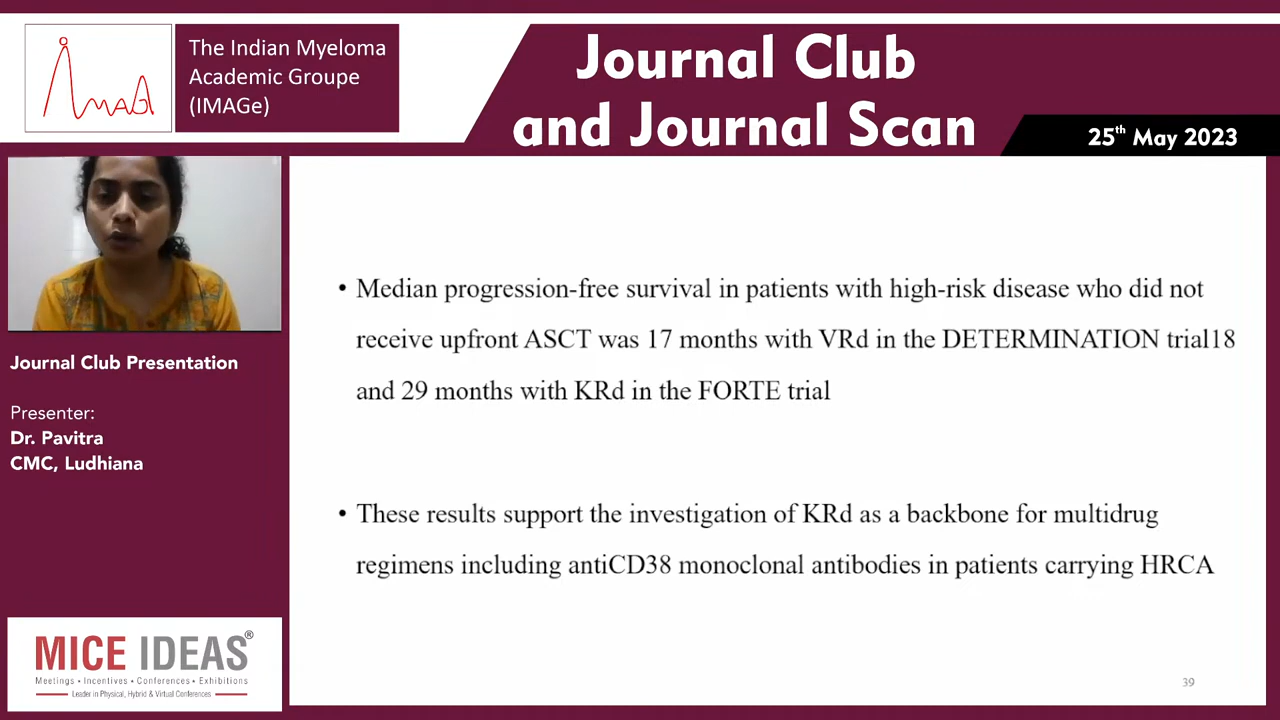 ImAG
The Indian Myeloma
Academic Groupe
(IMAGe)
Journal Club
and Journal Scan
25th May 2023
Journal Club Presentation
Presenter:
Dr. Pavitra
CMC, Ludhiana
• Median progression-free survival in patients with high-risk disease who did not
receive upfront ASCT was 17 months with VRd in the DETERMINATION trial18
and 29 months with KRd in the FORTE trial
• These results support the investigation of KRd as a backbone for multidrug
regimens including antiCD38 monoclonal antibodies in patients carrying HRCA
MICE IDEAS®
Meetings • Incentives • Conferences • Exhibitions
Leader in Physical, Hybrid & Virtual Conferences
39